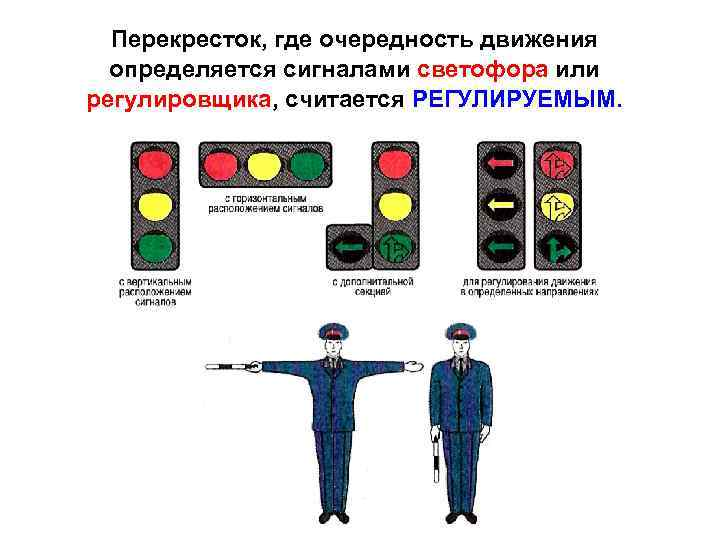 Перекресток, где очередность движения
определяется сигналами светофора или
регулировщика, считается РЕГУЛИРУЕМЫМ.
с горизонтальным
расположением сигналов
с вертикальным
расположением
сигналов
с дополнительной
секцией
для регулирования движения
в определенных направлениях